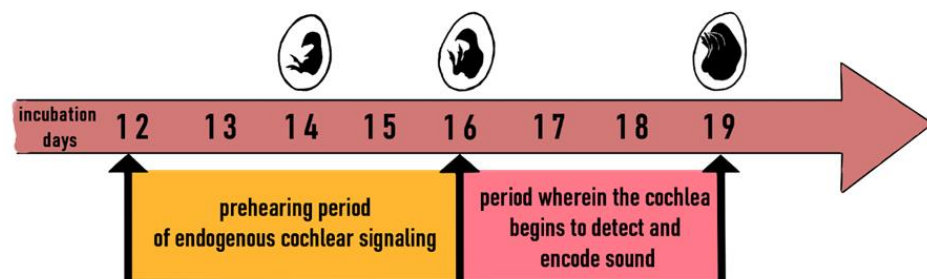 incubation
days
12 13 14 15 16 17 18 19
prehearing period
of endogenous cochlear signaling
period wherein the cochlea
begins to detect and
encode sound